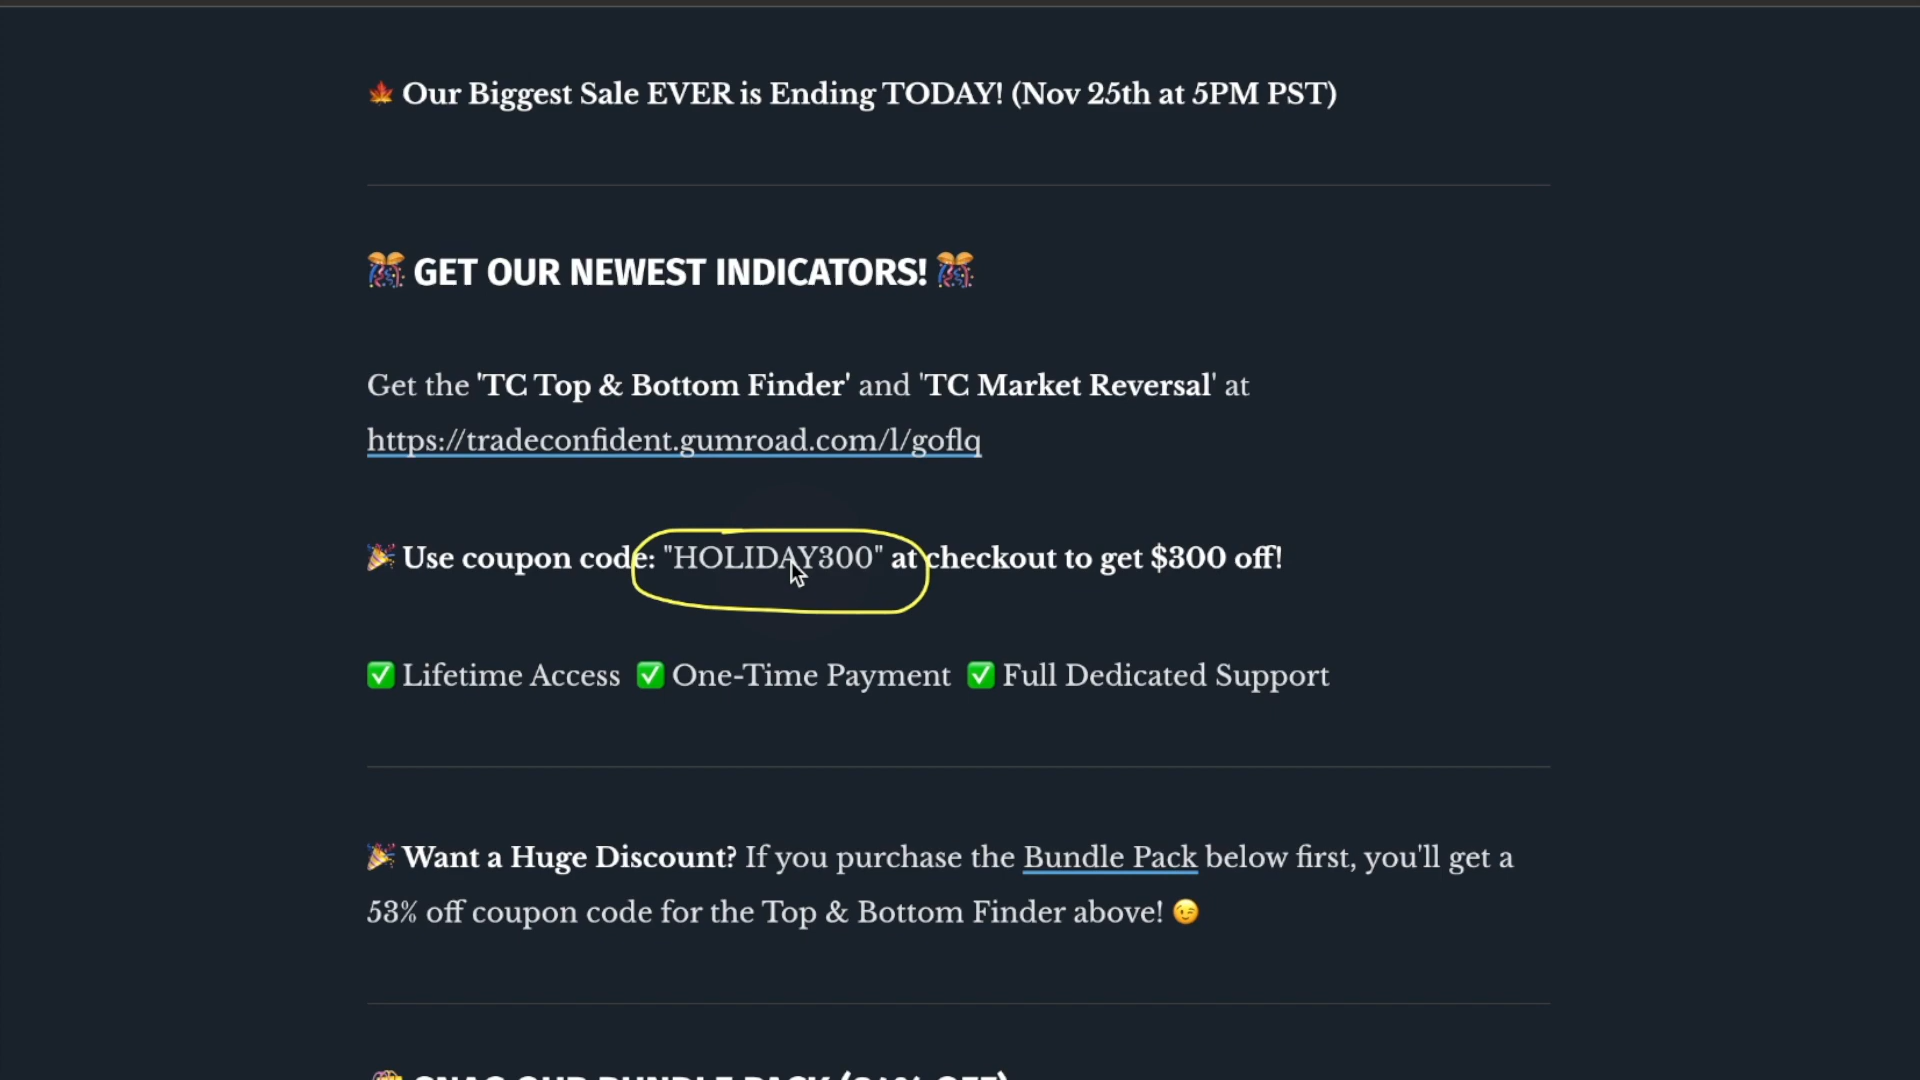 🍁 Our Biggest Sale EVER is Ending TODAY! (Nov 25th at 5PM PST)
🎊 GET OUR NEWEST INDICATORS! 🎊
Get the 'TC Top & Bottom Finder' and 'TC Market Reversal' at
https://tradeconfident.gumroad.com/l/goflq
🎉 Use coupon code: "HOLIDAY300" at checkout to get $300 off!
✅ Lifetime Access ✅ One-Time Payment ✅ Full Dedicated Support
🎉 Want a Huge Discount? If you purchase the Bundle Pack below first, you'll get a
53% off coupon code for the Top & Bottom Finder above! 😉
OUR BUNDLE PACK